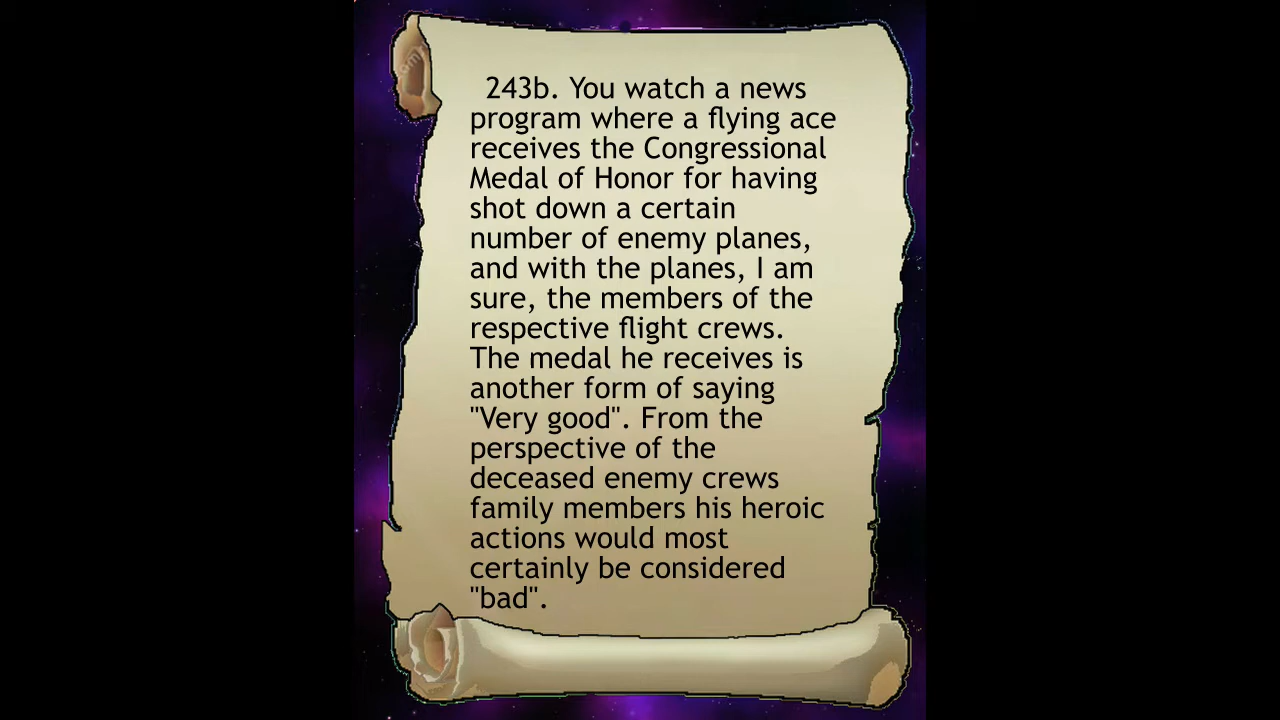 243b. You watch a news
program where a flying ace
receives the Congressional
Medal of Honor for having
shot down a certain
number of enemy planes,
and with the planes, I am
sure, the members of the
respective flight crews.
The medal he receives is
another form of saying
"Very good". From the
perspective of the
deceased enemy crews
family members his heroic
actions would most
certainly be considered
"bad".